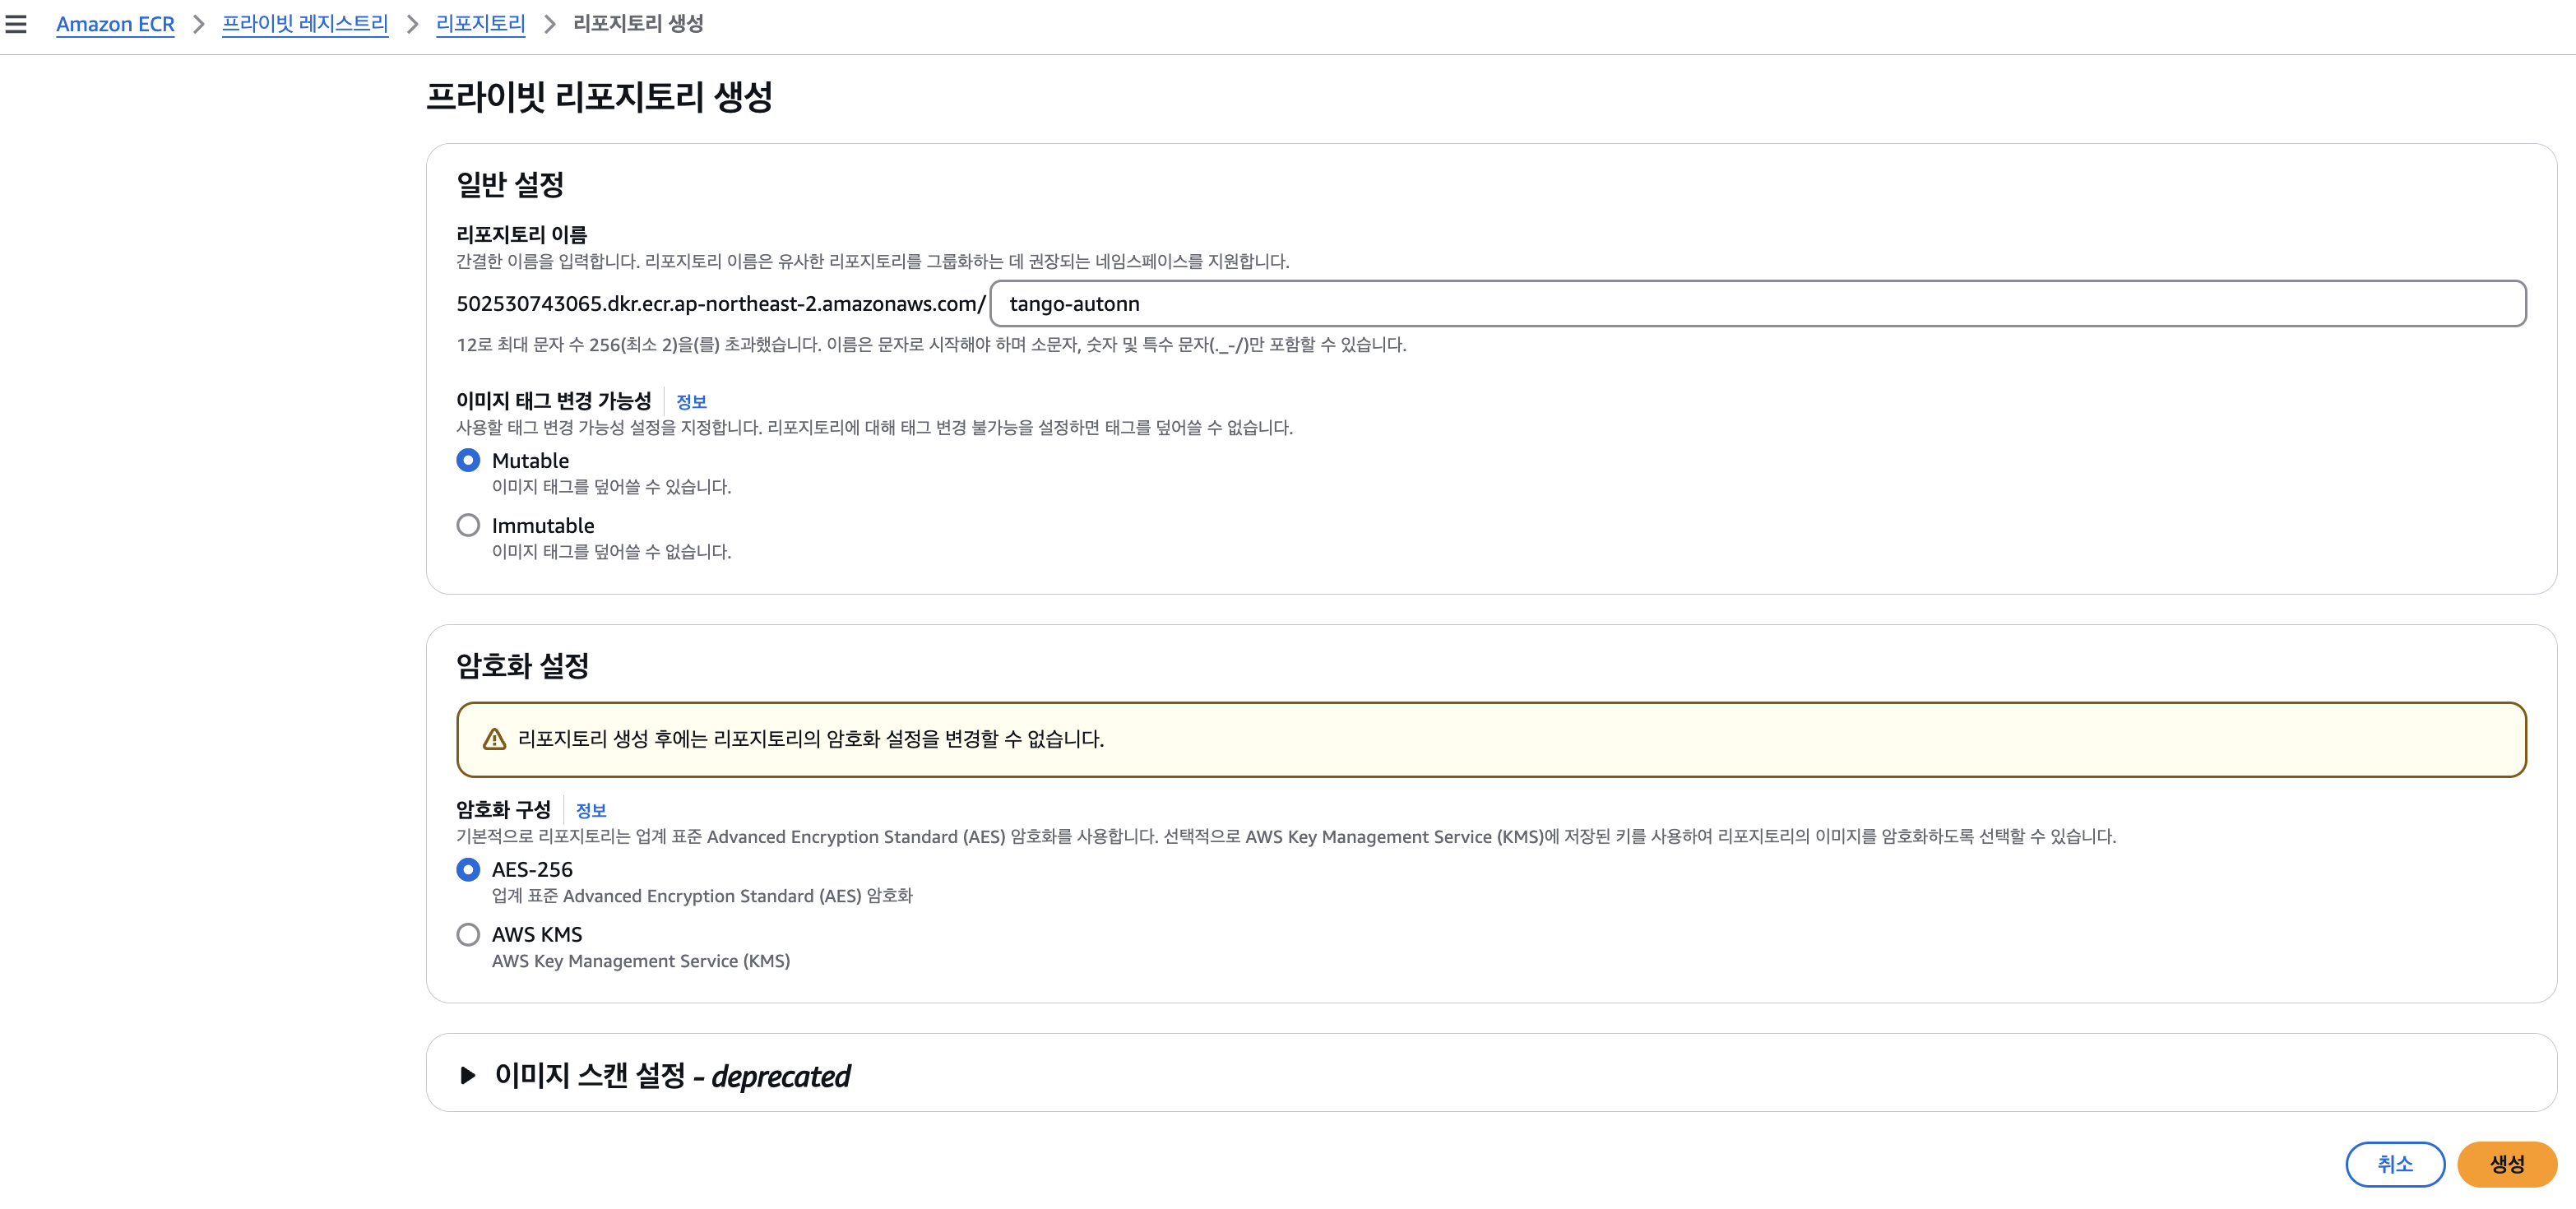 Amazon ECR > 프라이빗 레지스트리 > 리포지토리 > 리포지토리 생성
프라이빗 리포지토리 생성
일반 설정
리포지토리 이름
간결한 이름을 입력합니다. 리포지토리 이름은 유사한 리포지토리를 그룹화하는 데 권장되는 네임스페이스를 지원합니다.
502530743065.dkr.ecr.ap-northeast-2.amazonaws.com/ tango-autonn
12로 최대 문자 수 256(최소 2)을(를) 초과했습니다. 이름은 문자로 시작해야 하며 소문자, 숫자 및 특수 문자(._-/)만 포함할 수 있습니다.
이미지 태그 변경 가능성 정보
사용할 태그 변경 가능성 설정을 지정합니다. 리포지토리에 대해 태그 변경 불가능을 설정하면 태그를 덮어쓸 수 없습니다.
Mutable
이미지 태그를 덮어쓸 수 있습니다.
Immutable
이미지 태그를 덮어쓸 수 없습니다.
암호화 설정
리포지토리 생성 후에는 리포지토리의 암호화 설정을 변경할 수 없습니다.
암호화 구성 정보
기본적으로 리포지토리는 업계 표준 Advanced Encryption Standard (AES) 암호화를 사용합니다. 선택적으로 AWS Key Management Service (KMS)에 저장된 키를 사용하여 리포지토리의 이미지를 암호화하도록 선택할 수 있습니다.
AES-256
업계 표준 Advanced Encryption Standard (AES) 암호화
AWS KMS
AWS Key Management Service (KMS)
이미지 스캔 설정 - deprecated
취소 생성